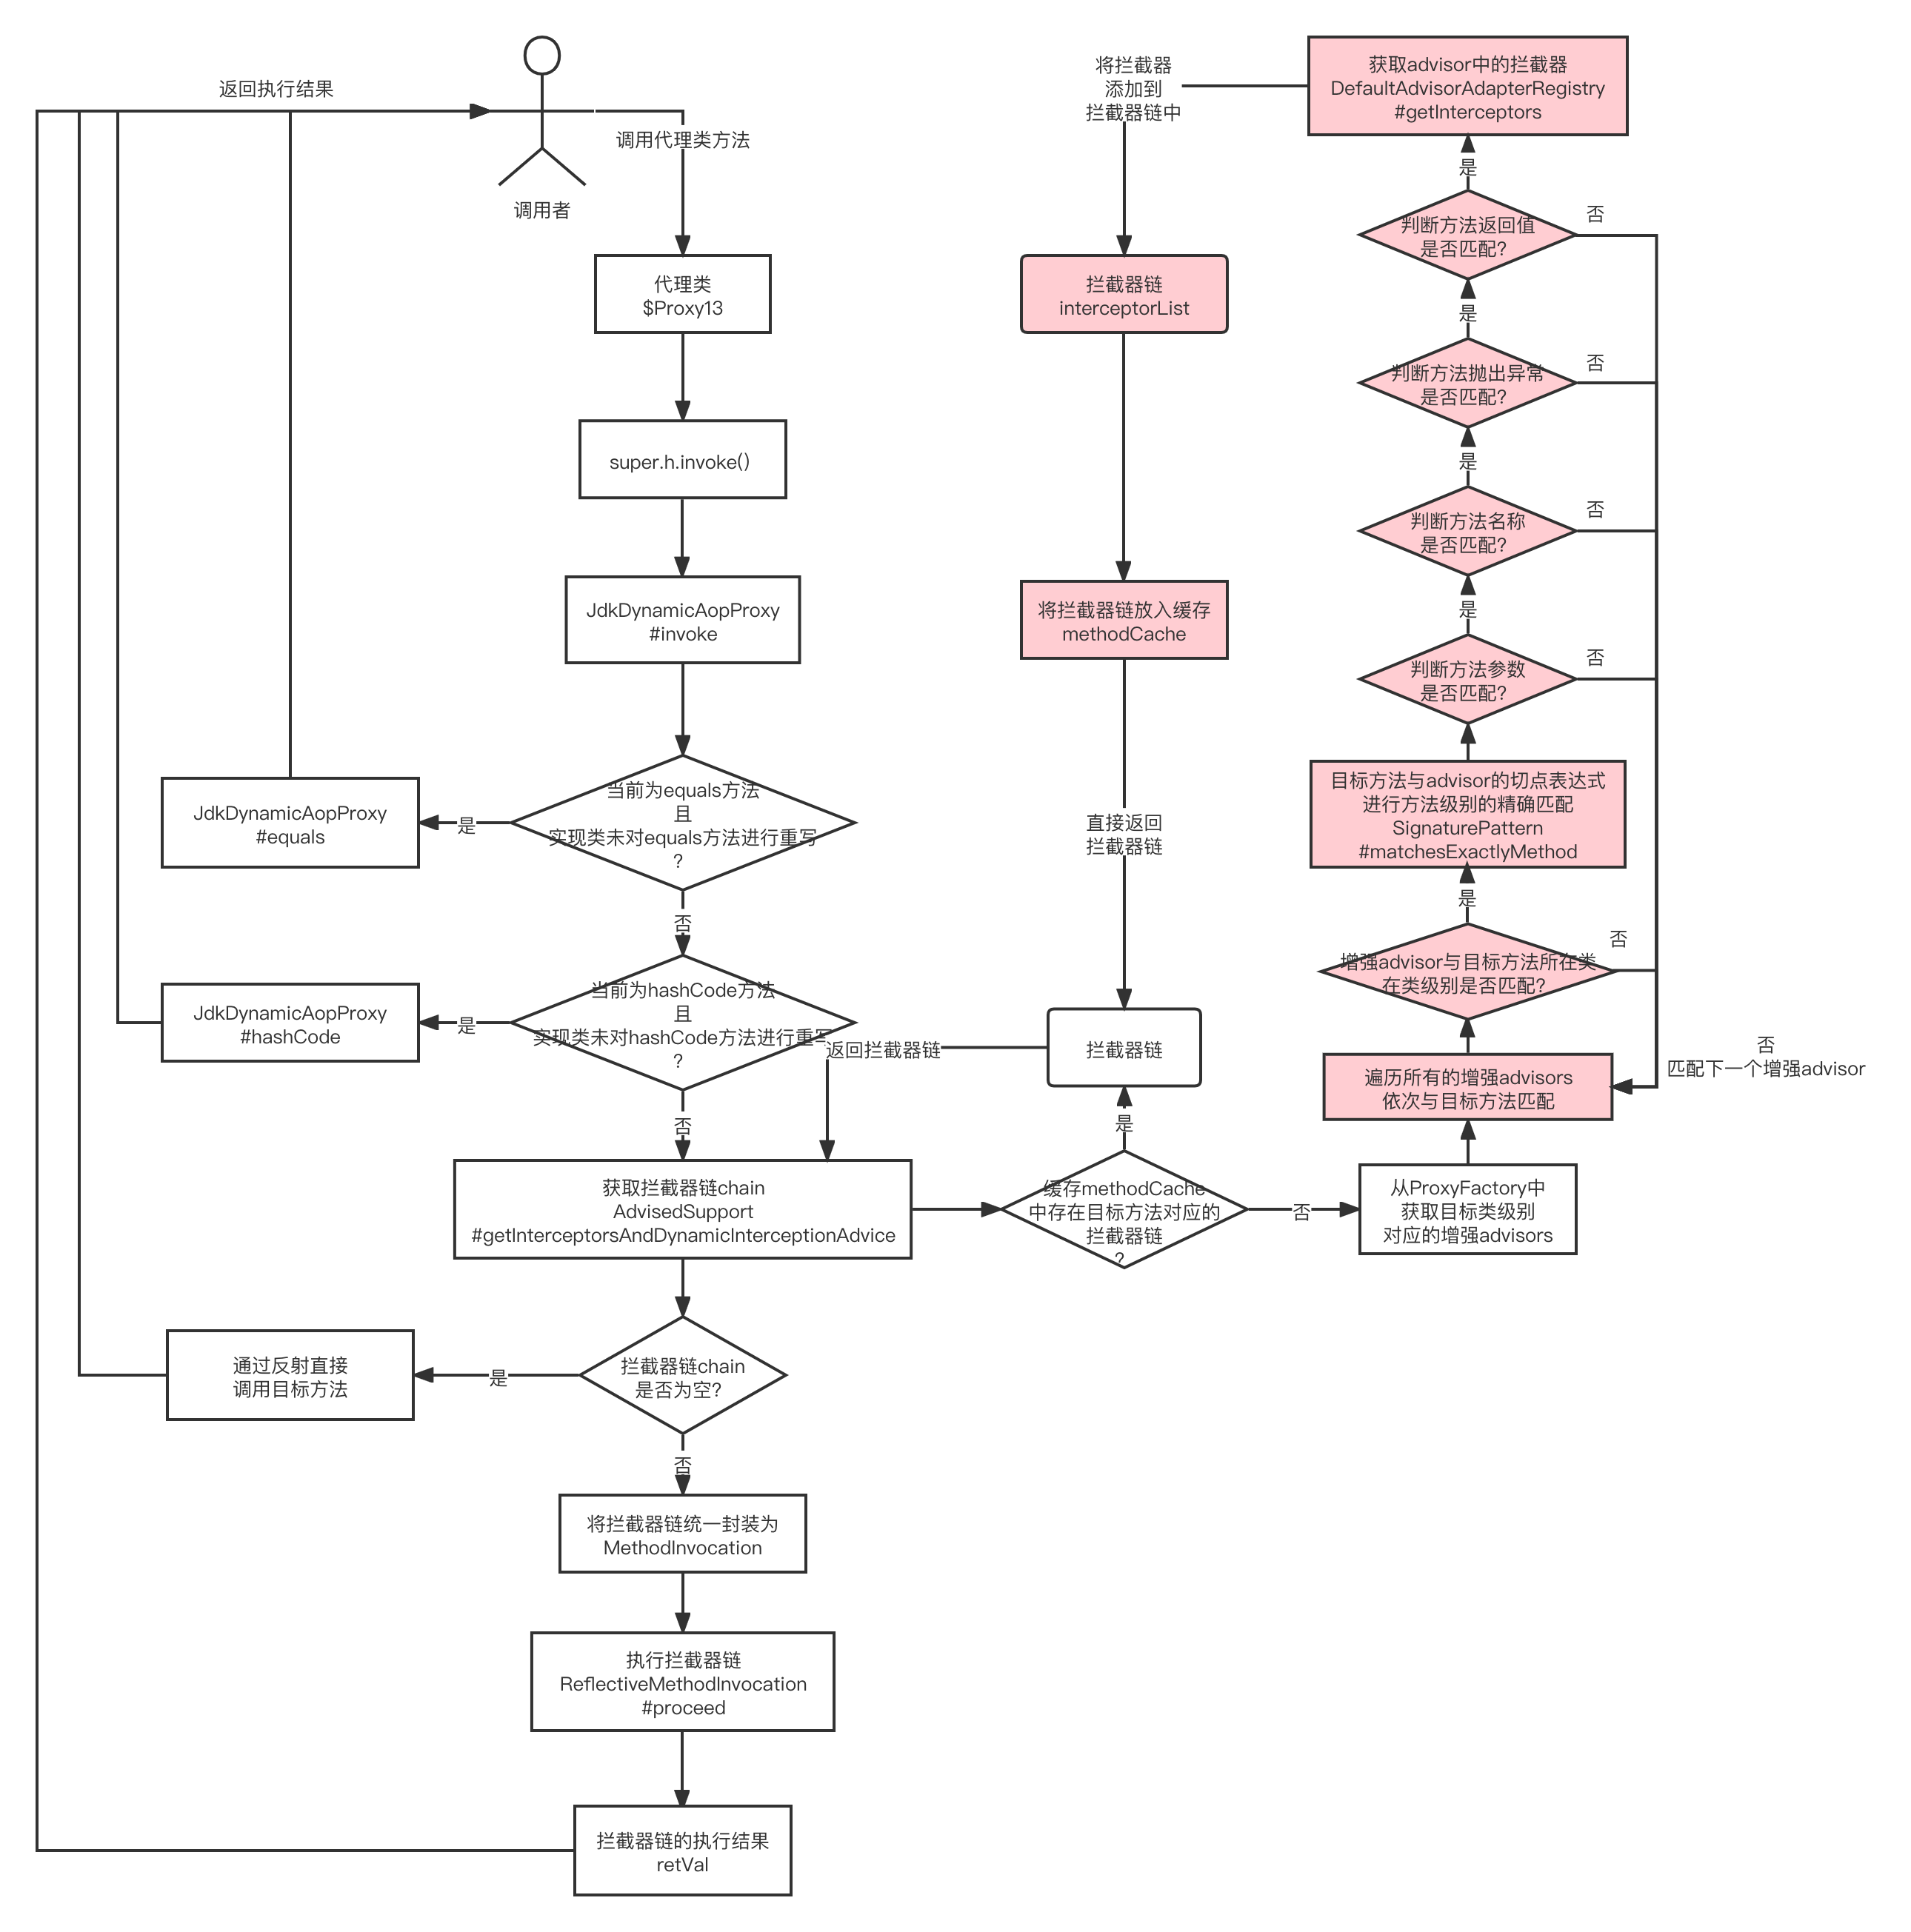 返回执行结果
调用代理类方法
调用者
代理类
$Proxy13
super.h.invoke()
JdkDynamicAopProxy
#invoke
当前为equals方法
且
实现类未对equals方法进行重写
?
是
JdkDynamicAopProxy
#equals
否
当前为hashCode方法
且
实现类未对hashCode方法进行重写
?
是
JdkDynamicAopProxy
#hashCode
否
获取拦截器链chain
AdvisedSupport
#getInterceptorsAndDynamicInterceptionAdvice
拦截器链chain
是否为空?
是
通过反射直接
调用目标方法
否
将拦截器链统一封装为
MethodInvocation
执行拦截器链
ReflectiveMethodInvocation
#proceed
拦截器链的执行结果
retVal
将拦截器
添加到
拦截器链中
拦截器链
interceptorList
将拦截器链放入缓存
methodCache
直接返回
拦截器链
拦截器链
返回拦截器链
是
缓存methodCache
中存在目标方法对应的
拦截器链
?
否
获取advisor中的拦截器
DefaultAdvisorAdapterRegistry
#getInterceptors
是
判断方法返回值
是否匹配?
否
是
判断方法抛出异常
是否匹配?
否
是
判断方法名称
是否匹配?
否
是
判断方法参数
是否匹配?
否
目标方法与advisor的切点表达式
进行方法级别的精确匹配
SignaturePattern
#matchesExactlyMethod
是
增强advisor与目标方法所在类
在类级别是否匹配?
否
否
匹配下一个增强advisor
遍历所有的增强advisors
依次与目标方法匹配
从ProxyFactory中
获取目标类级别
对应的增强advisors